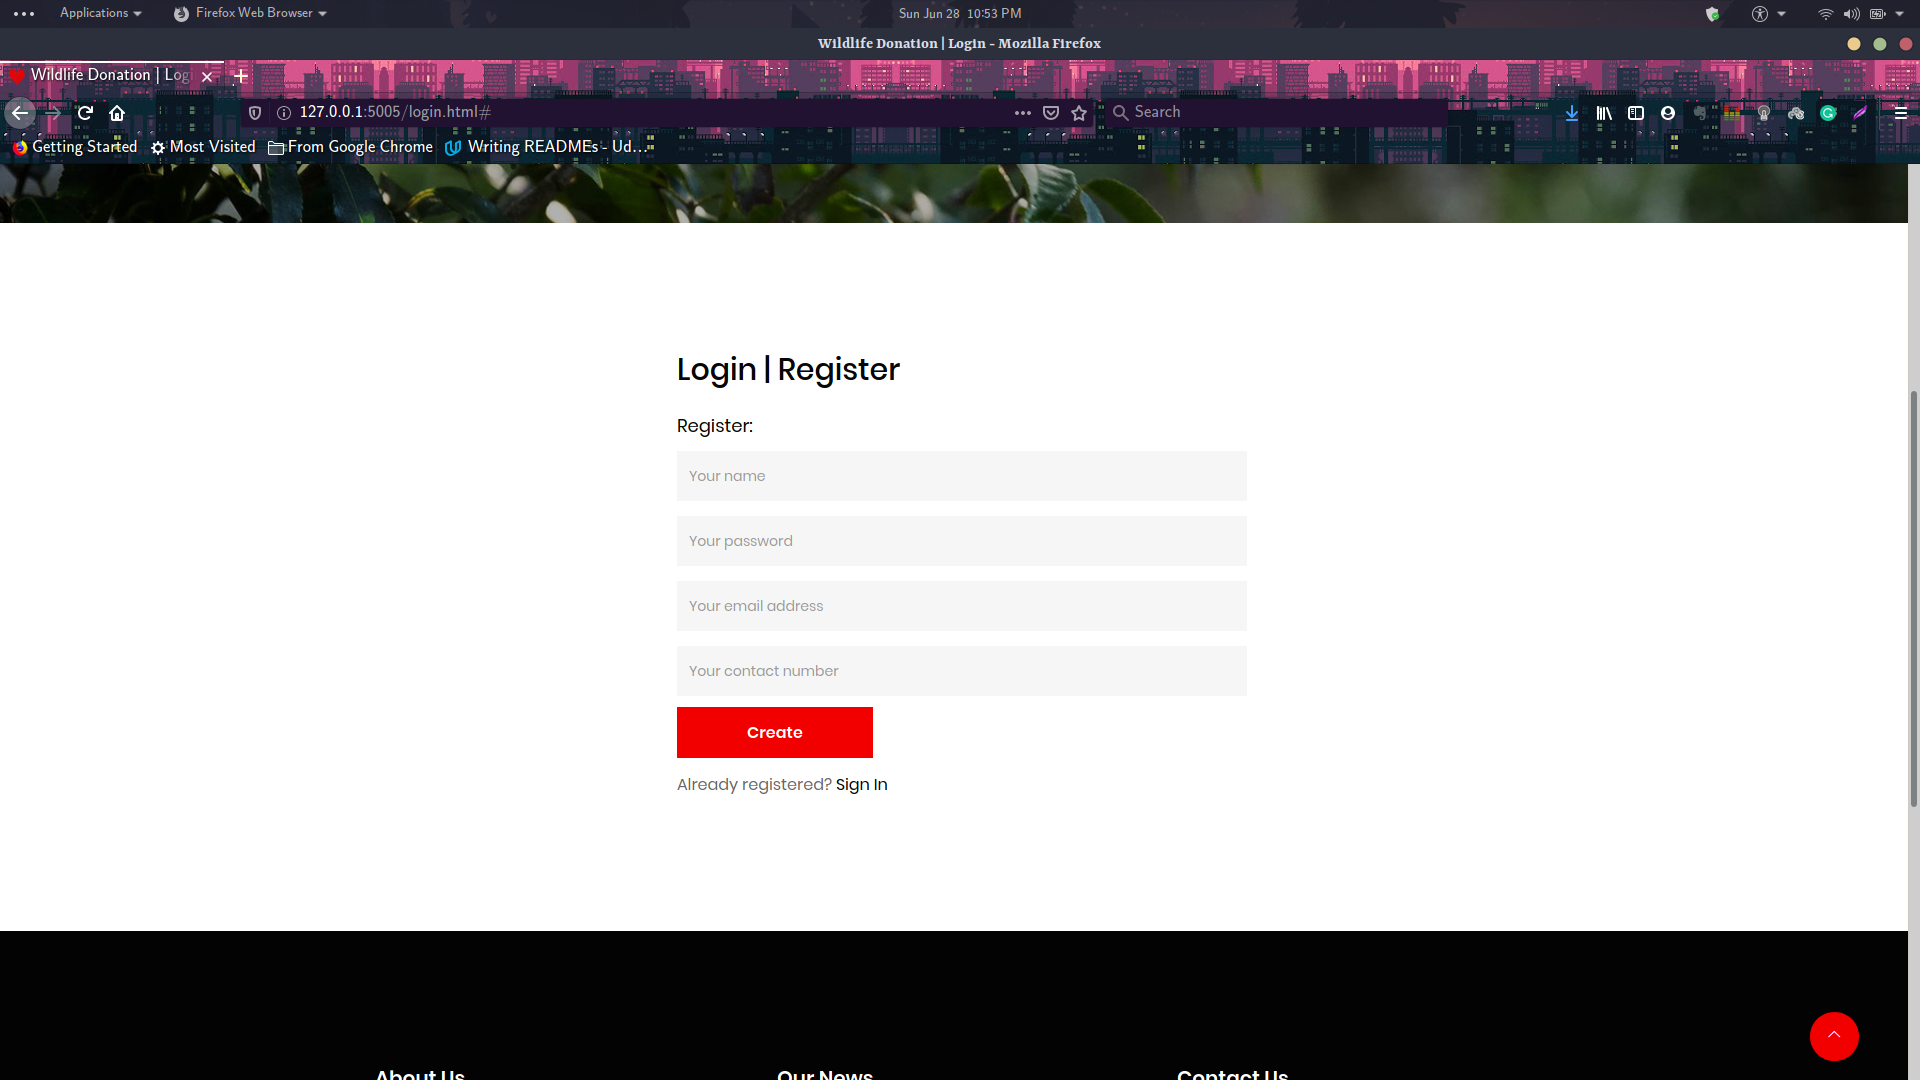 Applications
Firefox Web Browser
Sun Jun 28 10:53 PM
Wildlife Donation | Login - Mozilla Firefox
Wildlife Donation | Log
127.0.0.1:5005/login.html#
Search
Getting Started
Most Visited
From Google Chrome
Writing READMEs - Ud...
Login | Register
Register:
Your name
Your password
Your email address
Your contact number
Create
Already registered? Sign In
About Us
Our News
Contact Us